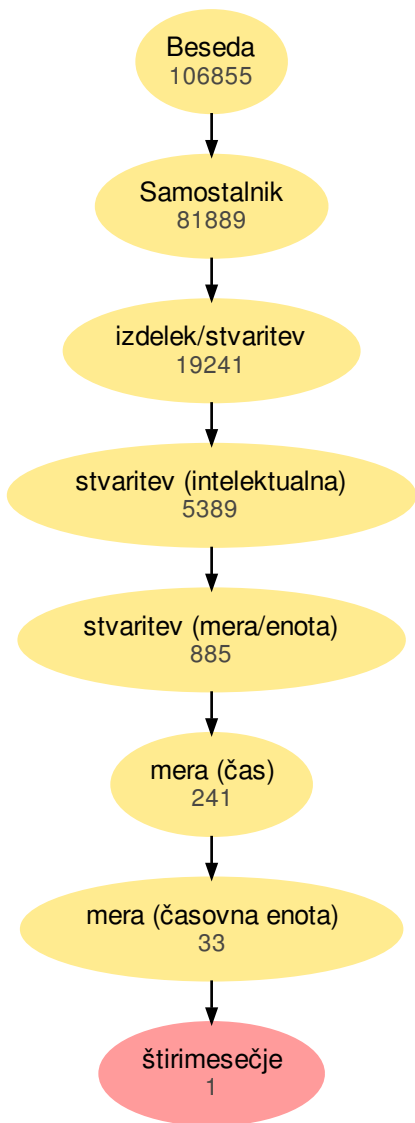 Beseda
106855
Samostalnik
81889
izdelek/stvaritev
19241
stvaritev (intelektualna)
5389
stvaritev (mera/enota)
885
mera (čas)
241
mera (časovna enota)
33
štirimesečje
1